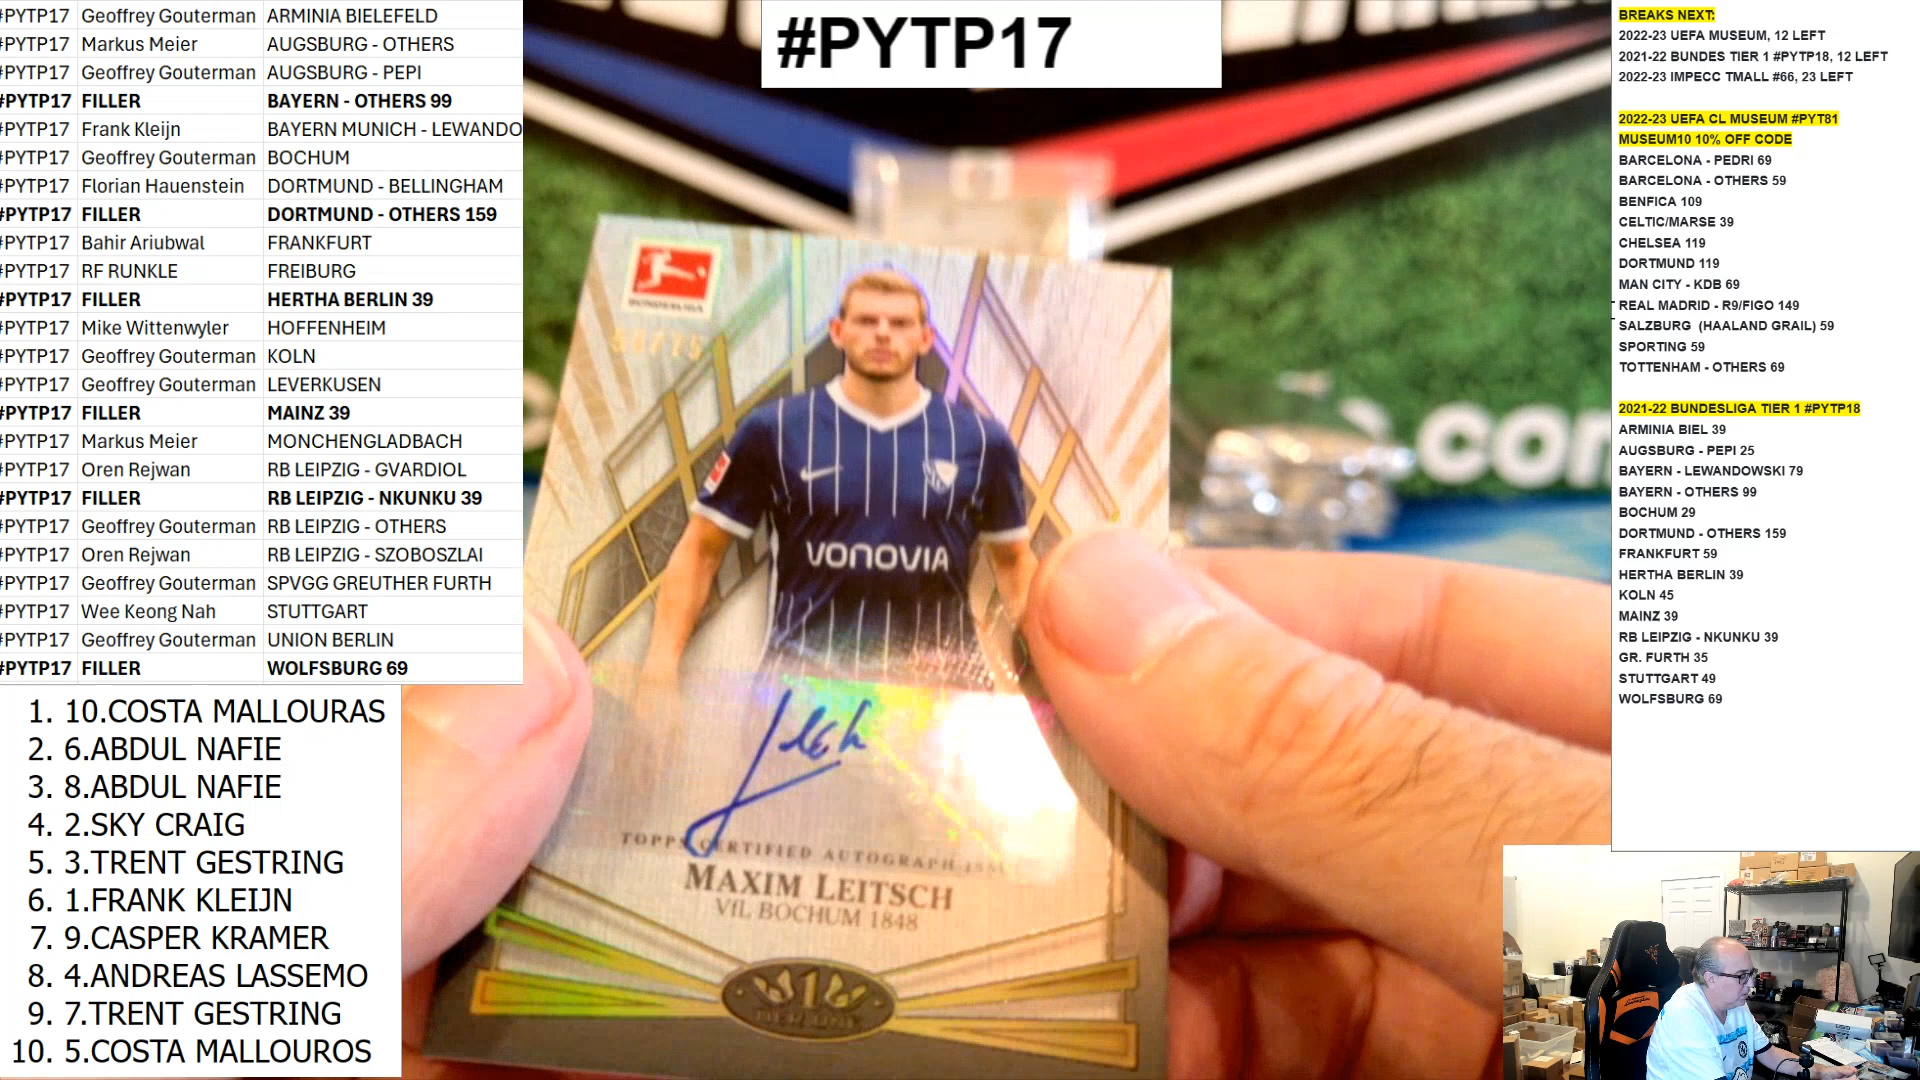 #PYTP17
#PYTP17 Geoffrey Gouterman ARMINIA BIELEFELD
#PYTP17 Markus Meier AUGSBURG - OTHERS
#PYTP17 Geoffrey Gouterman AUGSBURG - PEPI
#PYTP17 FILLER BAYERN - OTHERS 99
#PYTP17 Frank Kleijn BAYERN MUNICH - LEWANDO
#PYTP17 Geoffrey Gouterman BOCHUM
#PYTP17 Florian Hauenstein DORTMUND - BELLINGHAM
#PYTP17 FILLER DORTMUND - OTHERS 159
#PYTP17 Bahir Ariubwal FRANKFURT
#PYTP17 RF RUNKLE FREIBURG
#PYTP17 FILLER HERTHA BERLIN 39
#PYTP17 Mike Wittenwyler HOFFENHEIM
#PYTP17 Geoffrey Gouterman KOLN
#PYTP17 Geoffrey Gouterman LEVERKUSEN
#PYTP17 FILLER MAINZ 39
#PYTP17 Markus Meier MONCHENGLADBACH
#PYTP17 Oren Rejwan RB LEIPZIG - GVARDIOL
#PYTP17 FILLER RB LEIPZIG - NKUNKU 39
#PYTP17 Geoffrey Gouterman RB LEIPZIG - OTHERS
#PYTP17 Oren Rejwan RB LEIPZIG - SZOBOSZLAI
#PYTP17 Geoffrey Gouterman SPVGG GREUTHER FURTH
#PYTP17 Wee Keong Nah STUTTGART
#PYTP17 Geoffrey Gouterman UNION BERLIN
#PYTP17 FILLER WOLFSBURG 69
1. 10.COSTA MALLOURAS
2. 6.ABDUL NAFIE
3. 8.ABDUL NAFIE
4. 2.SKY CRAIG
5. 3.TRENT GESTRING
6. 1.FRANK KLEIJN
7. 9.CASPER KRAMER
8. 4.ANDREAS LASSEMO
9. 7.TRENT GESTRING
10. 5.COSTA MALLOUROS
BUNDESLIGA
VONOVIA
TOPPS CERTIFIED AUTOGRAPH
MAXIM LEITSCH
VfL BOCHUM 1848
1
TIER ONE
.com
BREAKS NEXT:
2022-23 UEFA MUSEUM, 12 LEFT
2021-22 BUNDES TIER 1 #PYTP18, 12 LEFT
2022-23 IMPECC TMALL #66, 23 LEFT
2022-23 UEFA CL MUSEUM #PYT81
MUSEUM10 10% OFF CODE
BARCELONA - PEDRI 69
BARCELONA - OTHERS 59
BENFICA 109
CELTIC/MARSE 39
CHELSEA 119
DORTMUND 119
MAN CITY - KDB 69
REAL MADRID - R9/FIGO 149
SALZBURG (HAALAND GRAIL) 59
SPORTING 59
TOTTENHAM - OTHERS 69
2021-22 BUNDESLIGA TIER 1 #PYTP18
ARMINIA BIEL 39
AUGSBURG - PEPI 25
BAYERN - LEWANDOWSKI 79
BAYERN - OTHERS 99
BOCHUM 29
DORTMUND - OTHERS 159
FRANKFURT 59
HERTHA BERLIN 39
KOLN 45
MAINZ 39
RB LEIPZIG - NKUNKU 39
GR. FURTH 35
STUTTGART 49
WOLFSBURG 69